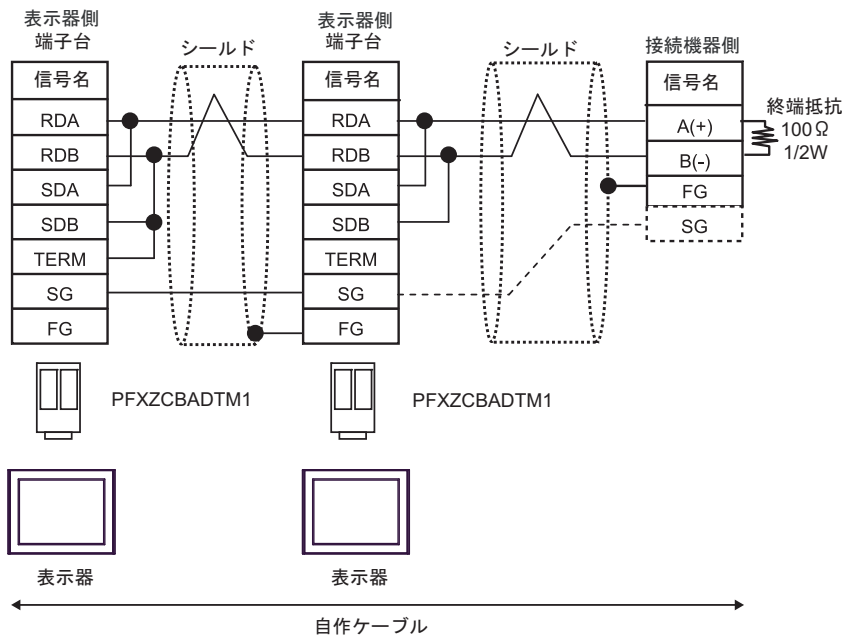 表示器側
端子台
信号名
RDA
RDB
SDA
SDB
TERM
SG
FG
シールド
表示器側
端子台
信号名
RDA
RDB
SDA
SDB
TERM
SG
FG
シールド
接続機器側
信号名
A(+)
B(-)
FG
SG
終端抵抗
100Ω
1/2W
PFXZCBADTM1
PFXZCBADTM1
表示器
表示器
自作ケーブル